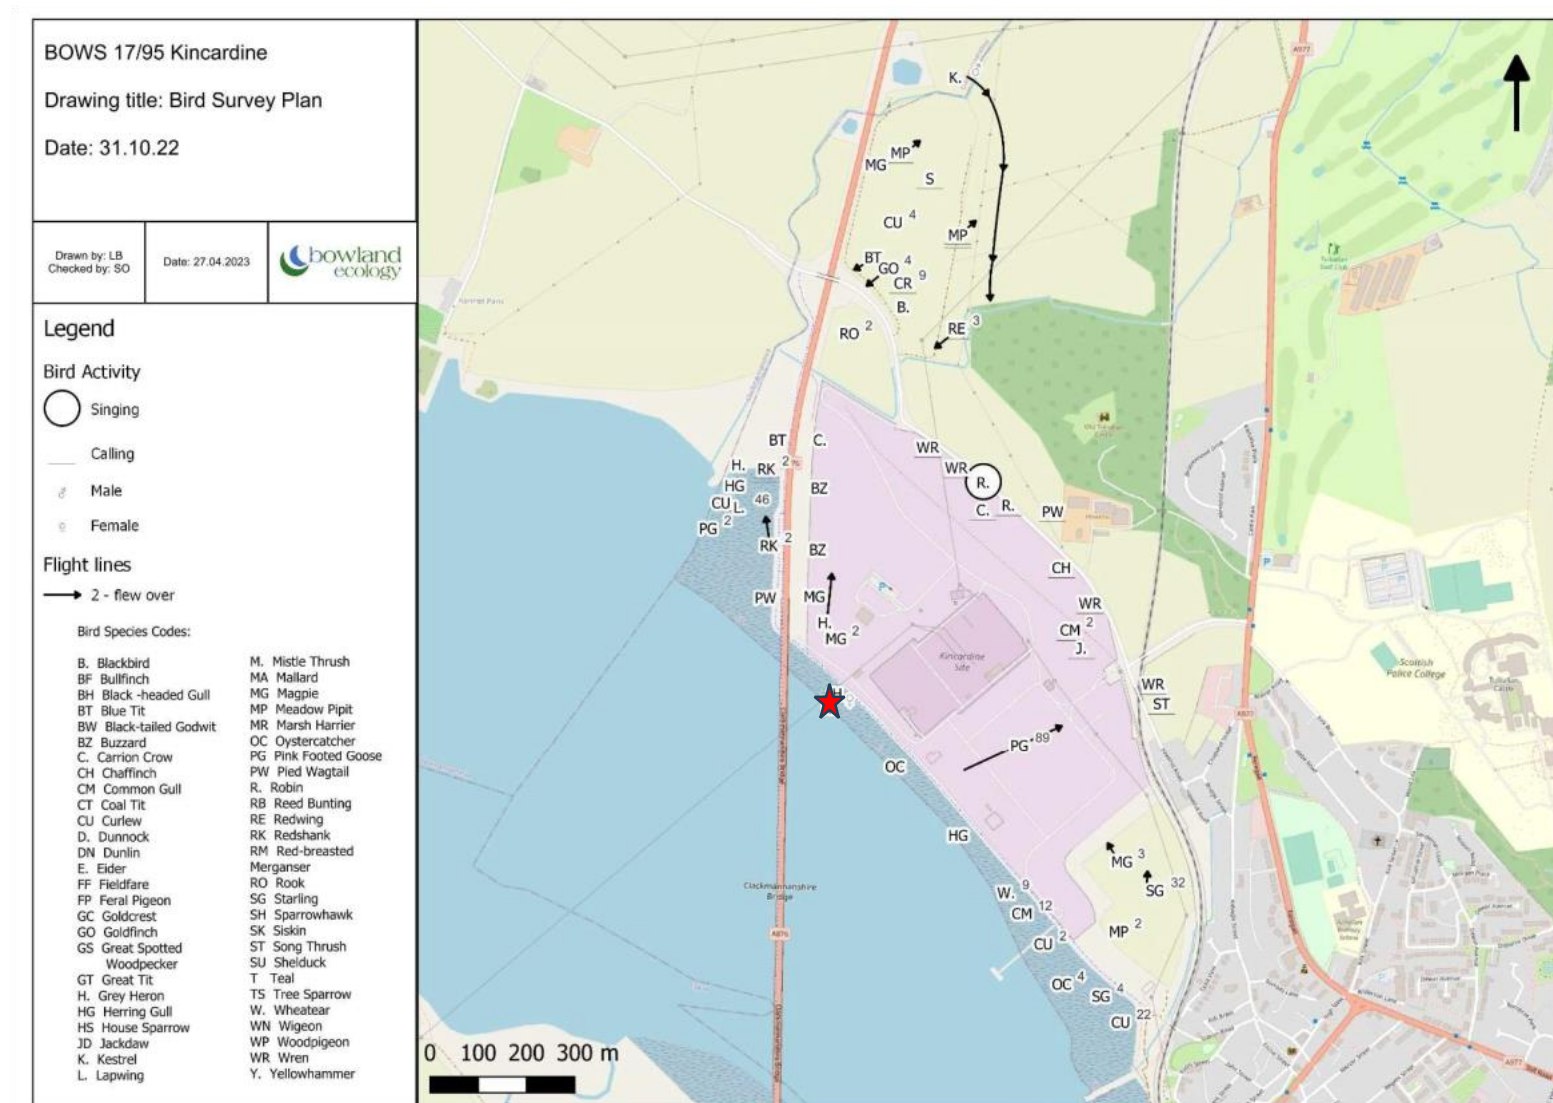 BOWS 17/95 Kincardine
Drawing title: Bird Survey Plan
Date: 31.10.22
Drawn by: LB
Checked by: SO
Date: 27.04.2023
bowland
ecology
Legend
Bird Activity
Singing
Calling
♂ Male
♀ Female
Flight lines
2 - flew over
Bird Species Codes:
B. Blackbird
BF Bullfinch
BH Black -headed Gull
BT Blue Tit
BW Black-tailed Godwit
BZ Buzzard
C. Carrion Crow
CH Chaffinch
CM Common Gull
CT Coal Tit
CU Curlew
D. Dunnock
DN Dunlin
E. Eider
FF Fieldfare
FP Feral Pigeon
GC Goldcrest
GO Goldfinch
GS Great Spotted
Woodpecker
GT Great Tit
H. Grey Heron
HG Herring Gull
HS House Sparrow
JD Jackdaw
K. Kestrel
L. Lapwing
M. Mistle Thrush
MA Mallard
MG Magpie
MP Meadow Pipit
MR Marsh Harrier
OC Oystercatcher
PG Pink Footed Goose
PW Pied Wagtail
R. Robin
RB Reed Bunting
RE Redwing
RK Redshank
RM Red-breasted
Merganser
RO Rook
SG Starling
SH Sparrowhawk
SK Siskin
ST Song Thrush
SU Shelduck
T Teal
TS Tree Sparrow
W. Wheatear
WN Wigeon
WP Woodpigeon
WR Wren
Y. Yellowhammer
A977
K.
MP
MG
S
CU 4
MP
BT
GO 4
CR 9
B.
RO 2
RE 3
Kennet Pans
Tulliallan
Golf Club
BT
C.
WR
H.
RK 2
WR
R.
HG
BZ
CU
L.
46
C.
R.
PW
PG 2
RK 2
BZ
CH
PW
MG
WR
H.
MG 2
CM 2
J.
Kincardine
Site
Scottish
Police College
Tulliallan
Castle
WR
ST
H.
A977
PG 89
OC
HG
MG 3
SG 32
Clackmannanshire
Bridge
W. 9
CM 12
MP 2
CU 2
A876
OC 4
SG 4
CU 22
A977
0 100 200 300 m